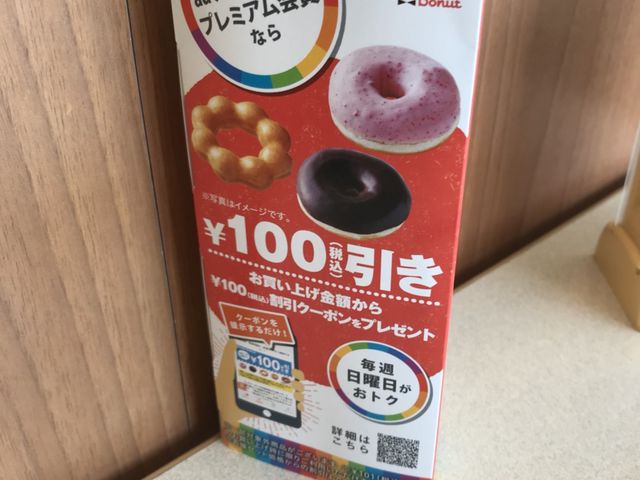 プレミアム会員
なら
Donut
※写真はイメージです。
¥100(税込)引き
お買い上げ金額から
¥100(税込)割引クーポンをプレゼント
クーポンを
提示するだけ!
¥100
毎週
日曜日が
おトク
詳細は
こちら